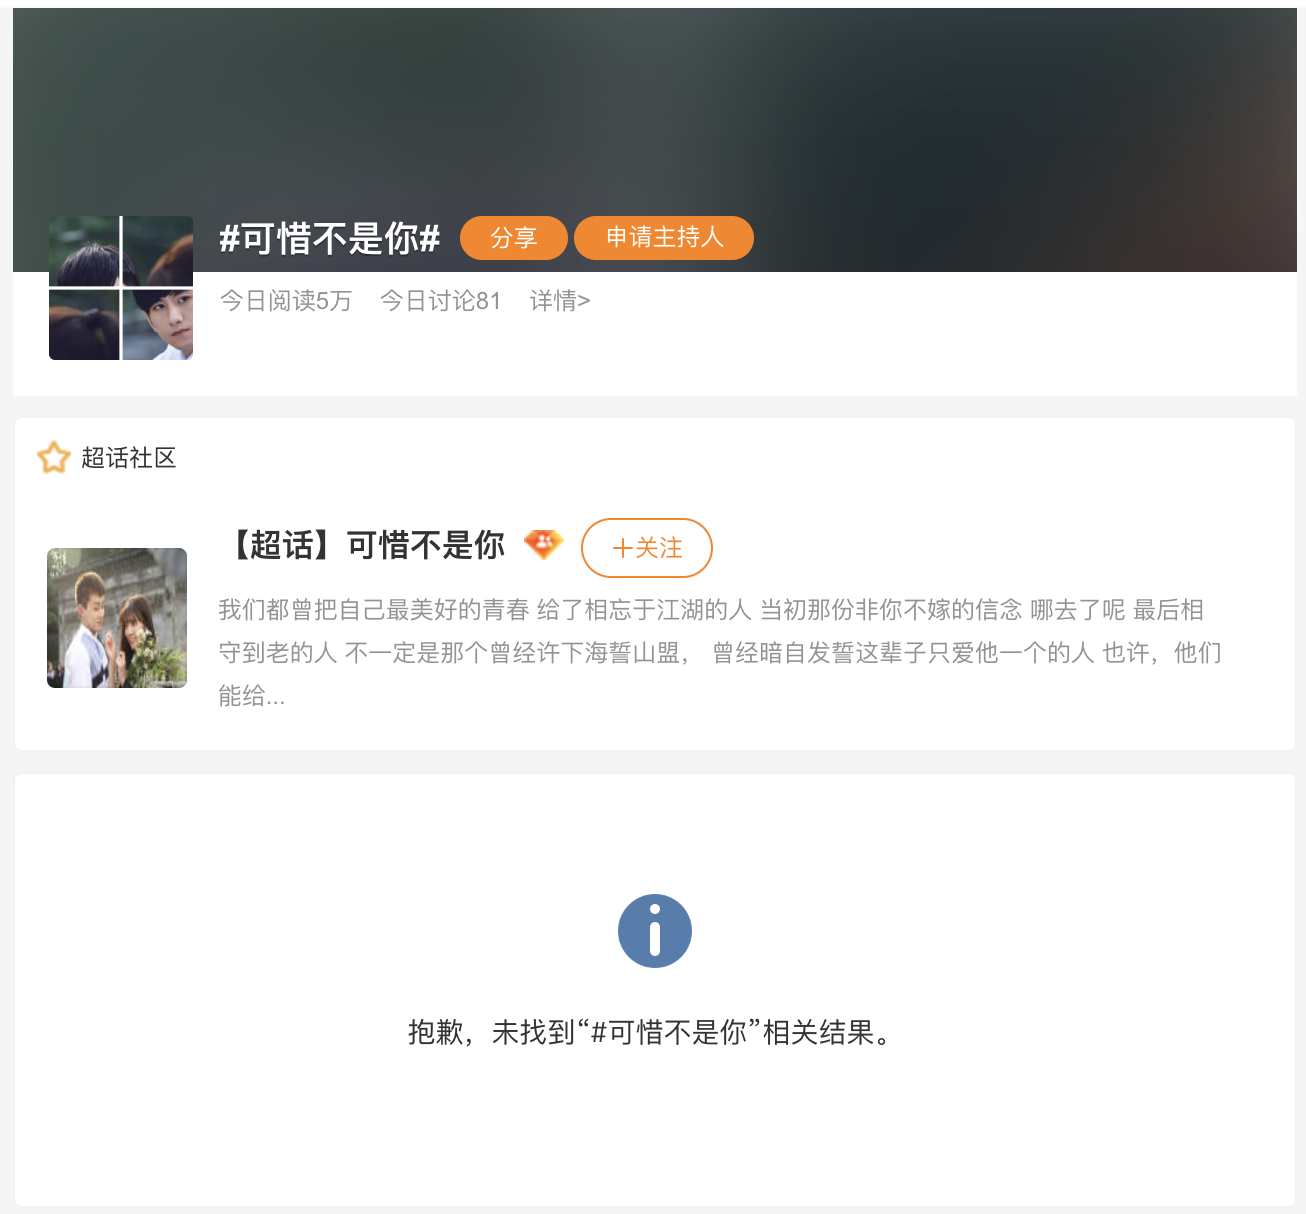 #可惜不是你# 分享 申请主持人
今日阅读5万 今日讨论81 详情>
超话社区
【超话】可惜不是你 +关注
我们都曾把自己最美好的青春 给了相忘于江湖的人 当初那份非你不嫁的信念 哪去了呢 最后相
守到老的人 不一定是那个曾经许下海誓山盟， 曾经暗自发誓这辈子只爱他一个的人 也许，他们
能给...
抱歉，未找到“#可惜不是你”相关结果。